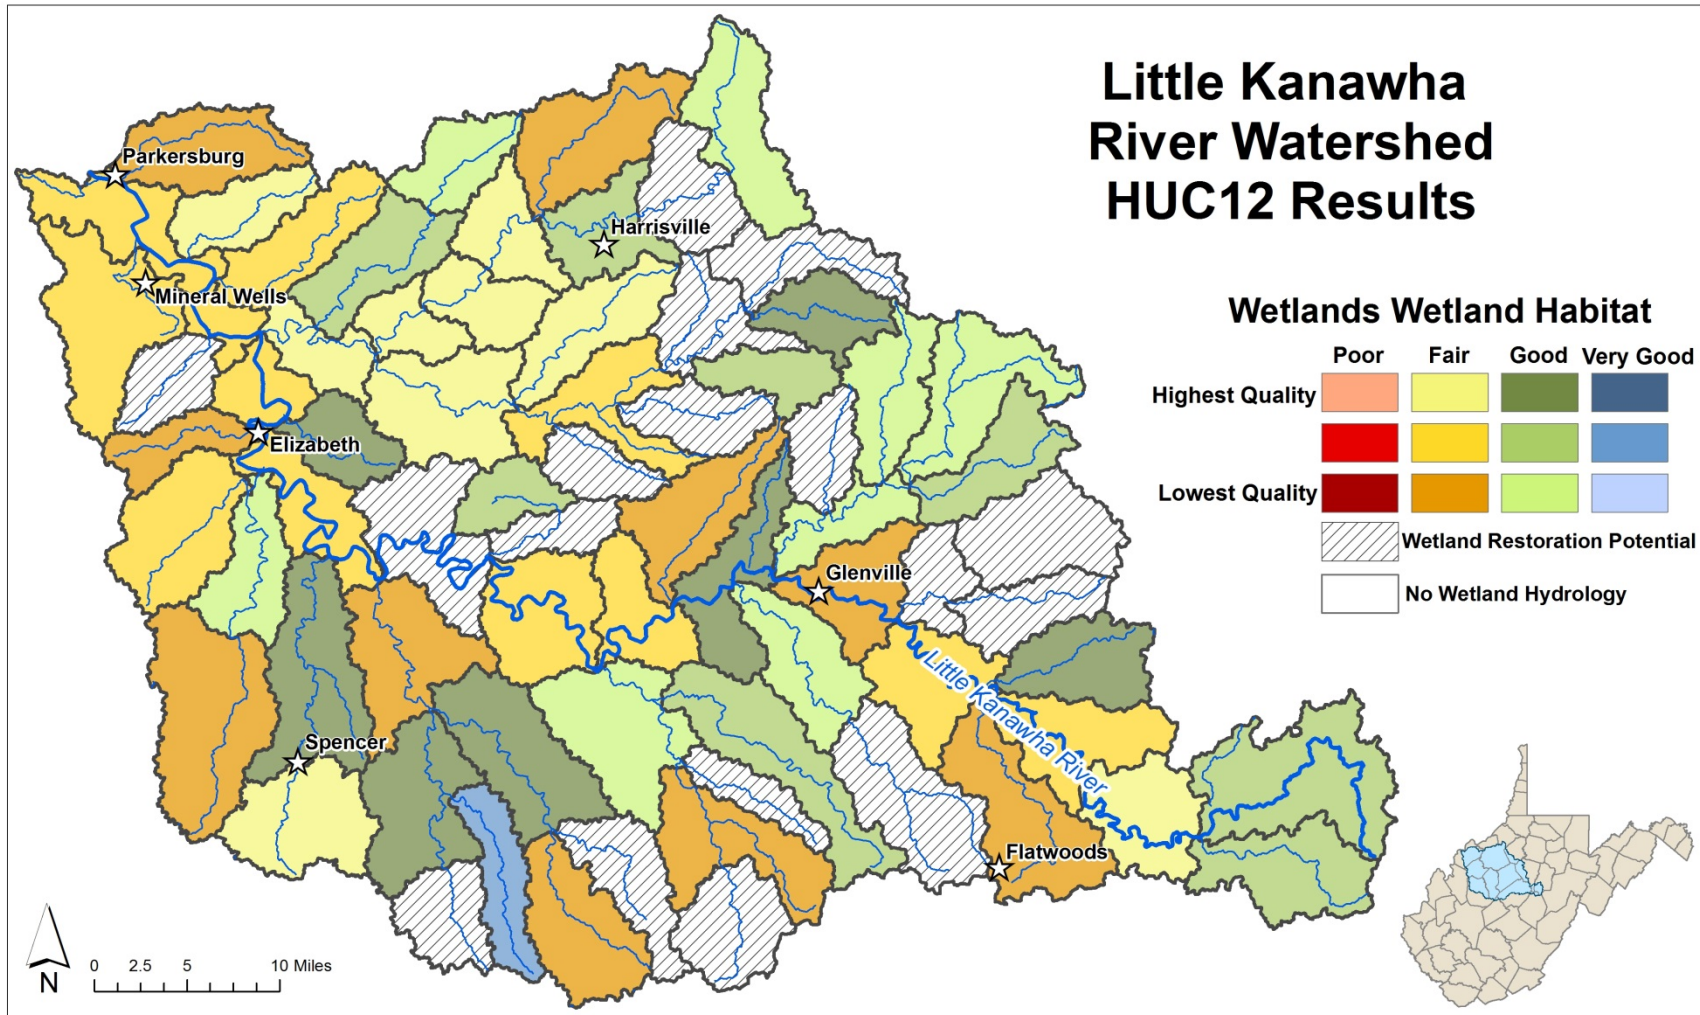 Little Kanawha
River Watershed
HUC12 Results
Parkersburg
Harrisville
Mineral Wells
Elizabeth
Glenville
Little Kanawha River
Spencer
Flatwoods
Wetlands Wetland Habitat
Poor Fair Good Very Good
Highest Quality
Lowest Quality
Wetland Restoration Potential
No Wetland Hydrology
N
0 2.5 5 10 Miles